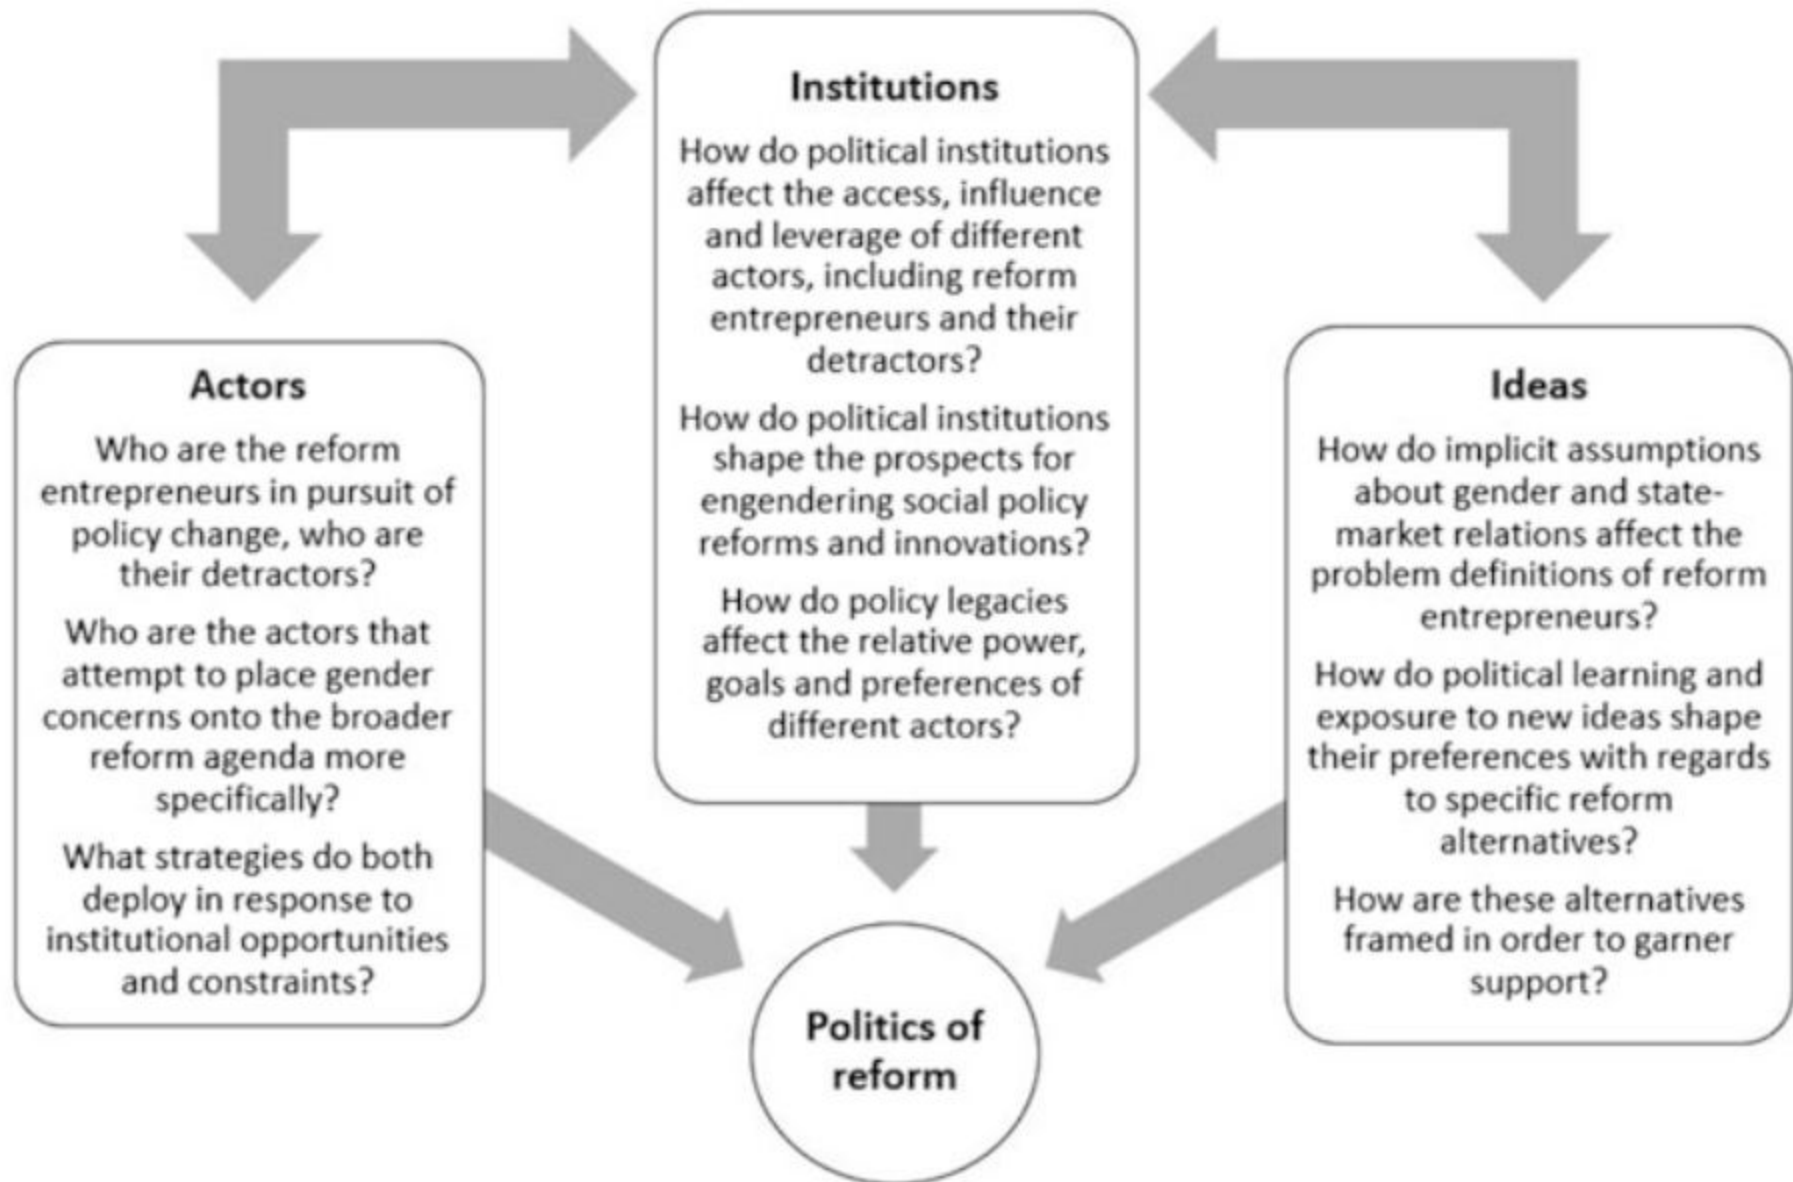 Institutions
How do political institutions
affect the access, influence
and leverage of different
actors, including reform
entrepreneurs and their
detractors?
How do political institutions
shape the prospects for
engendering social policy
reforms and innovations?
How do policy legacies
affect the relative power,
goals and preferences of
different actors?
Actors
Who are the reform
entrepreneurs in pursuit of
policy change, who are
their detractors?
Who are the actors that
attempt to place gender
concerns onto the broader
reform agenda more
specifically?
What strategies do both
deploy in response to
institutional opportunities
and constraints?
Ideas
How do implicit assumptions
about gender and state-
market relations affect the
problem definitions of reform
entrepreneurs?
How do political learning and
exposure to new ideas shape
their preferences with regards
to specific reform
alternatives?
How are these alternatives
framed in order to garner
support?
Politics of
reform